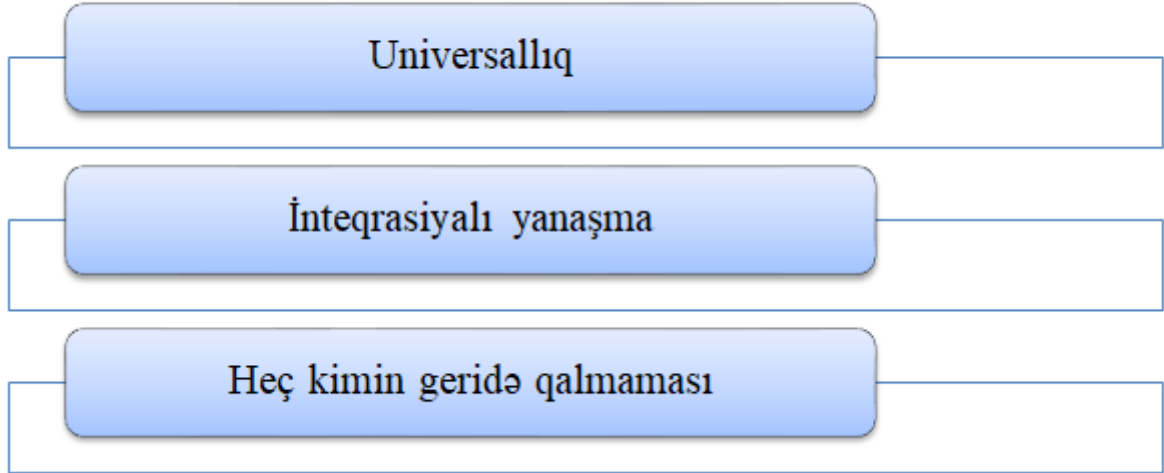 Universallıq
İnteqrasiyalı yanaşma
Heç kimin geridə qalmaması